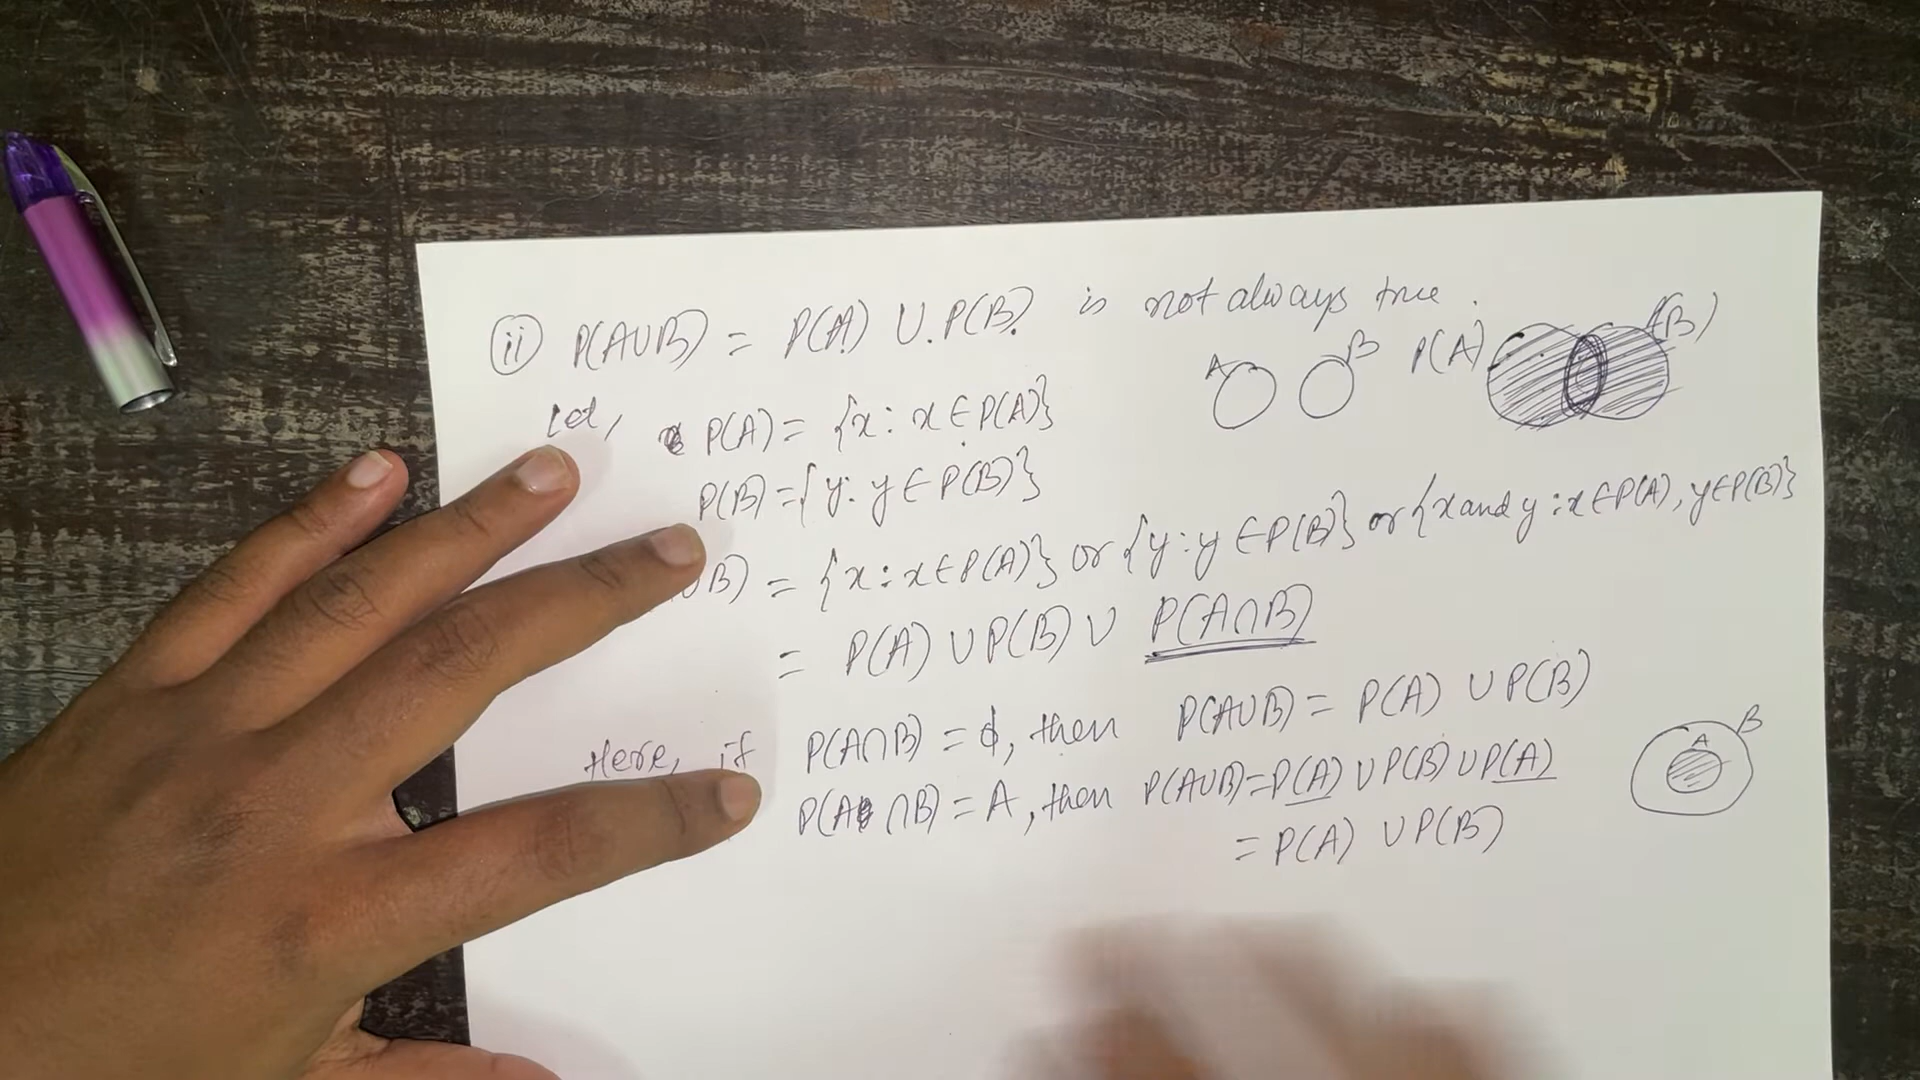 (ii) P(A∪B) = P(A) ∪ P(B) is not always true.
A B P(A) (B)
Let, P(A) = {x : x ∈ P(A)}
P(B) = {y : y ∈ P(B)}
∪B) = {x : x ∈ P(A)} or {y : y ∈ P(B)} or {x and y : x ∈ P(A), y ∈ P(B)}
= P(A) ∪ P(B) ∪ P(A∩B)
Here, if P(A∩B) = ϕ, then P(A∪B) = P(A) ∪ P(B)
P(A ∩B) = A, then P(A∪B) = P(A) ∪ P(B) ∪ P(A)
A B
= P(A) ∪ P(B)